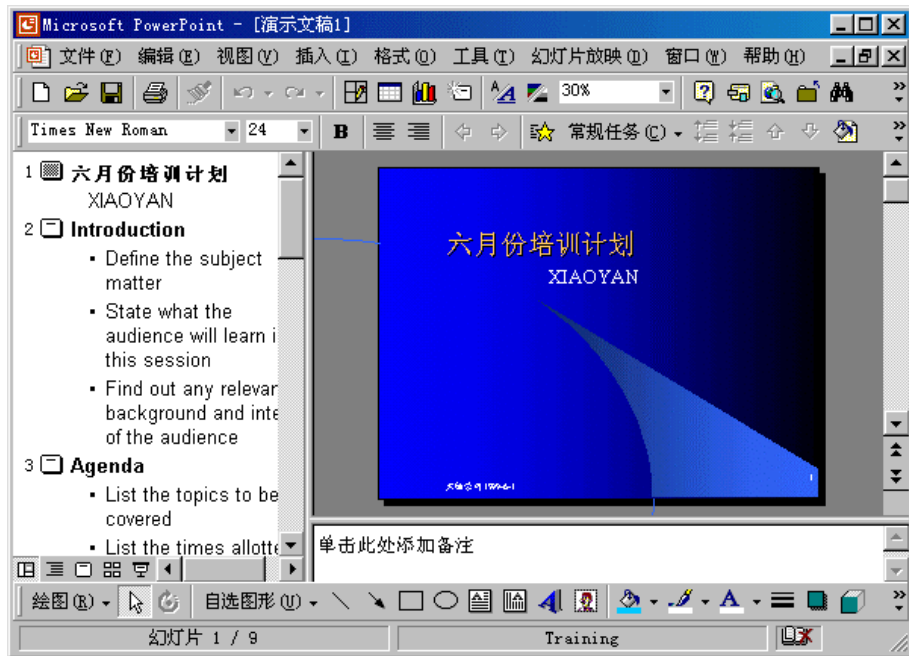 Microsoft PowerPoint - [演示文稿1]
文件(F) 编辑(E) 视图(V) 插入(I) 格式(O) 工具(T) 幻灯片放映(D) 窗口(W) 帮助(H)
30%
Times New Roman 24 B 常规任务(C)
1 六月份培训计划
XIAOYAN
2 Introduction
▪ Define the subject
matter
▪ State what the
audience will learn i
this session
▪ Find out any relevar
background and inte
of the audience
3 Agenda
▪ List the topics to be
covered
▪ List the times allotte
六月份培训计划
XIAOYAN
1
单击此处添加备注
绘图(R) 自选图形(U)
幻灯片 1 / 9 Training